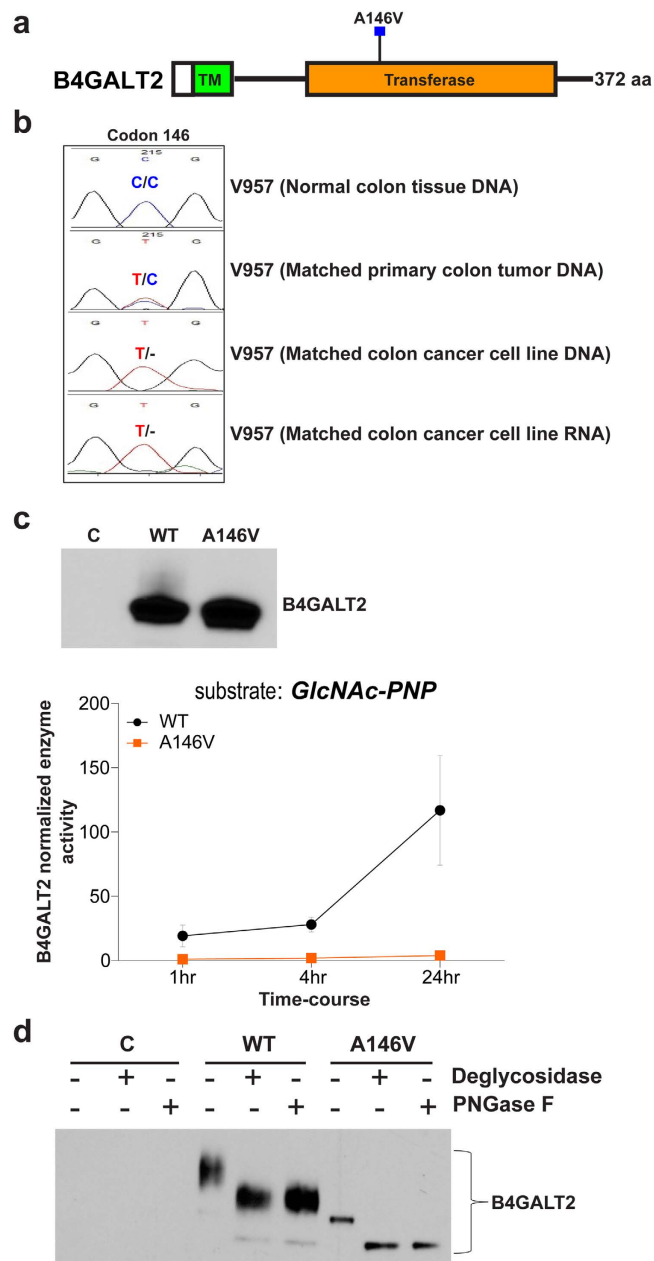 a
A146V
B4GALT2
TM
Transferase
372 aa
b
Codon 146
215
G C G
C/C
V957 (Normal colon tissue DNA)
215
G T G
T/C
V957 (Matched primary colon tumor DNA)
G T G
T/-
V957 (Matched colon cancer cell line DNA)
G T G
T/-
V957 (Matched colon cancer cell line RNA)
c
C WT A146V
B4GALT2
substrate: GlcNAc-PNP
WT
A146V
B4GALT2 normalized enzyme
activity
200
150
100
50
0
1hr 4hr 24hr
Time-course
d
C WT A146V
- + - - + - - + - Deglycosidase
- - + - - + - - + PNGase F
B4GALT2